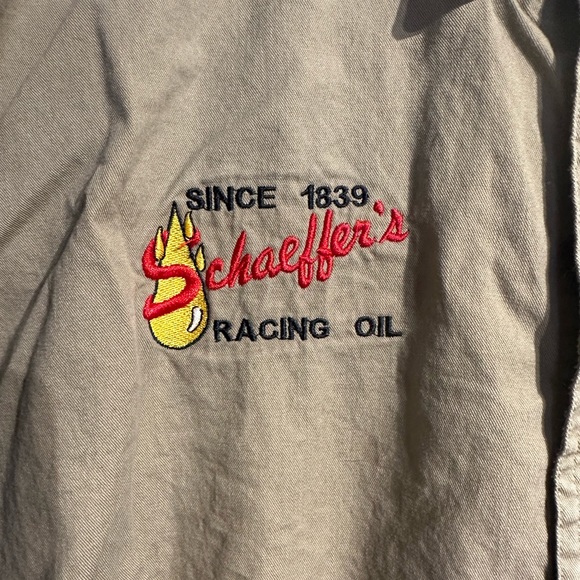 SINCE 1839
Schaeffer's
RACING OIL